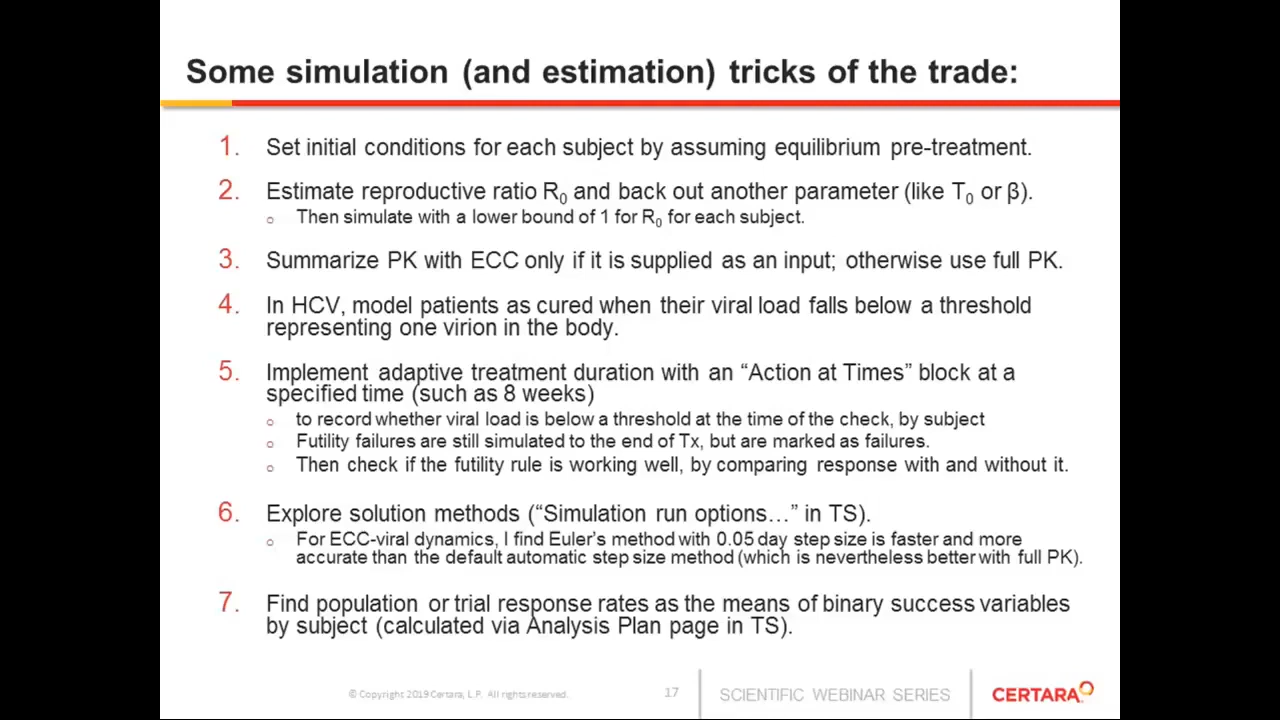 Some simulation (and estimation) tricks of the trade:
1. Set initial conditions for each subject by assuming equilibrium pre-treatment.
2. Estimate reproductive ratio R₀ and back out another parameter (like T₀ or β).
o Then simulate with a lower bound of 1 for R₀ for each subject.
3. Summarize PK with ECC only if it is supplied as an input; otherwise use full PK.
4. In HCV, model patients as cured when their viral load falls below a threshold
representing one virion in the body.
5. Implement adaptive treatment duration with an “Action at Times” block at a
specified time (such as 8 weeks)
o to record whether viral load is below a threshold at the time of the check, by subject
o Futility failures are still simulated to the end of Tx, but are marked as failures.
o Then check if the futility rule is working well, by comparing response with and without it.
6. Explore solution methods (“Simulation run options…” in TS).
o For ECC-viral dynamics, I find Euler’s method with 0.05 day step size is faster and more
accurate than the default automatic step size method (which is nevertheless better with full PK).
7. Find population or trial response rates as the means of binary success variables
by subject (calculated via Analysis Plan page in TS).
© Copyright 2019 Certara, L.P. All rights reserved.
17
SCIENTIFIC WEBINAR SERIES
CERTARA